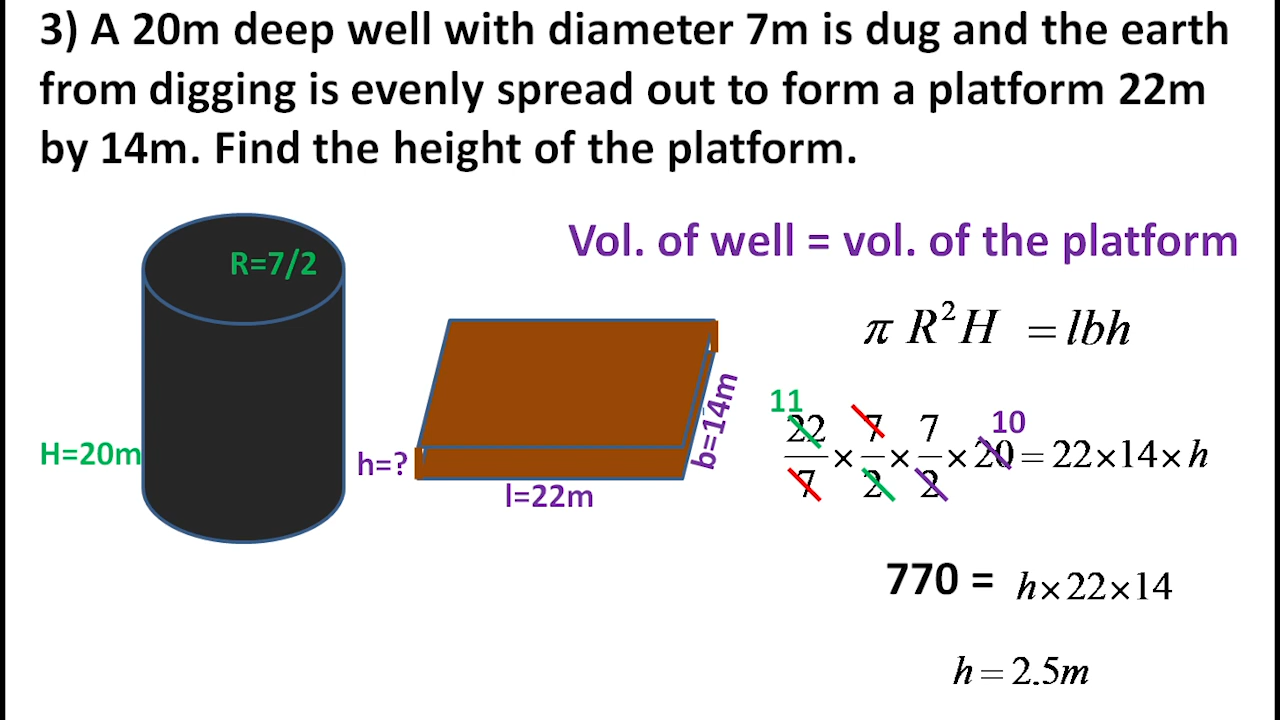 3) A 20m deep well with diameter 7m is dug and the earth
from digging is evenly spread out to form a platform 22m
by 14m. Find the height of the platform.
Vol. of well = vol. of the platform
R=7/2
π R²H = lbh
H=20m
h=?
b=14m
l=22m
11 10
22/7 × 7/2 × 7/2 × 20 = 22×14×h
770 = h×22×14
h = 2.5m